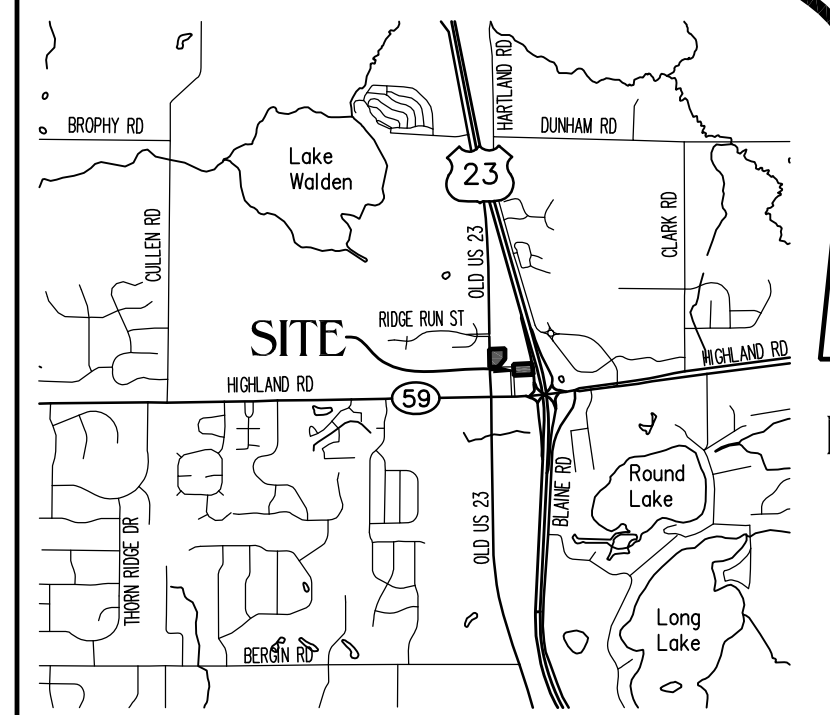 HARTLAND RD
BROPHY RD
DUNHAM RD
Lake
Walden
23
CULLEN RD
CLARK RD
OLD US 23
RIDGE RUN ST
SITE
HIGHLAND RD
HIGHLAND RD
59
Round
Lake
BLAINE RD
OLD US 23
THORN RIDGE DR
Long
Lake
BERGIN RD